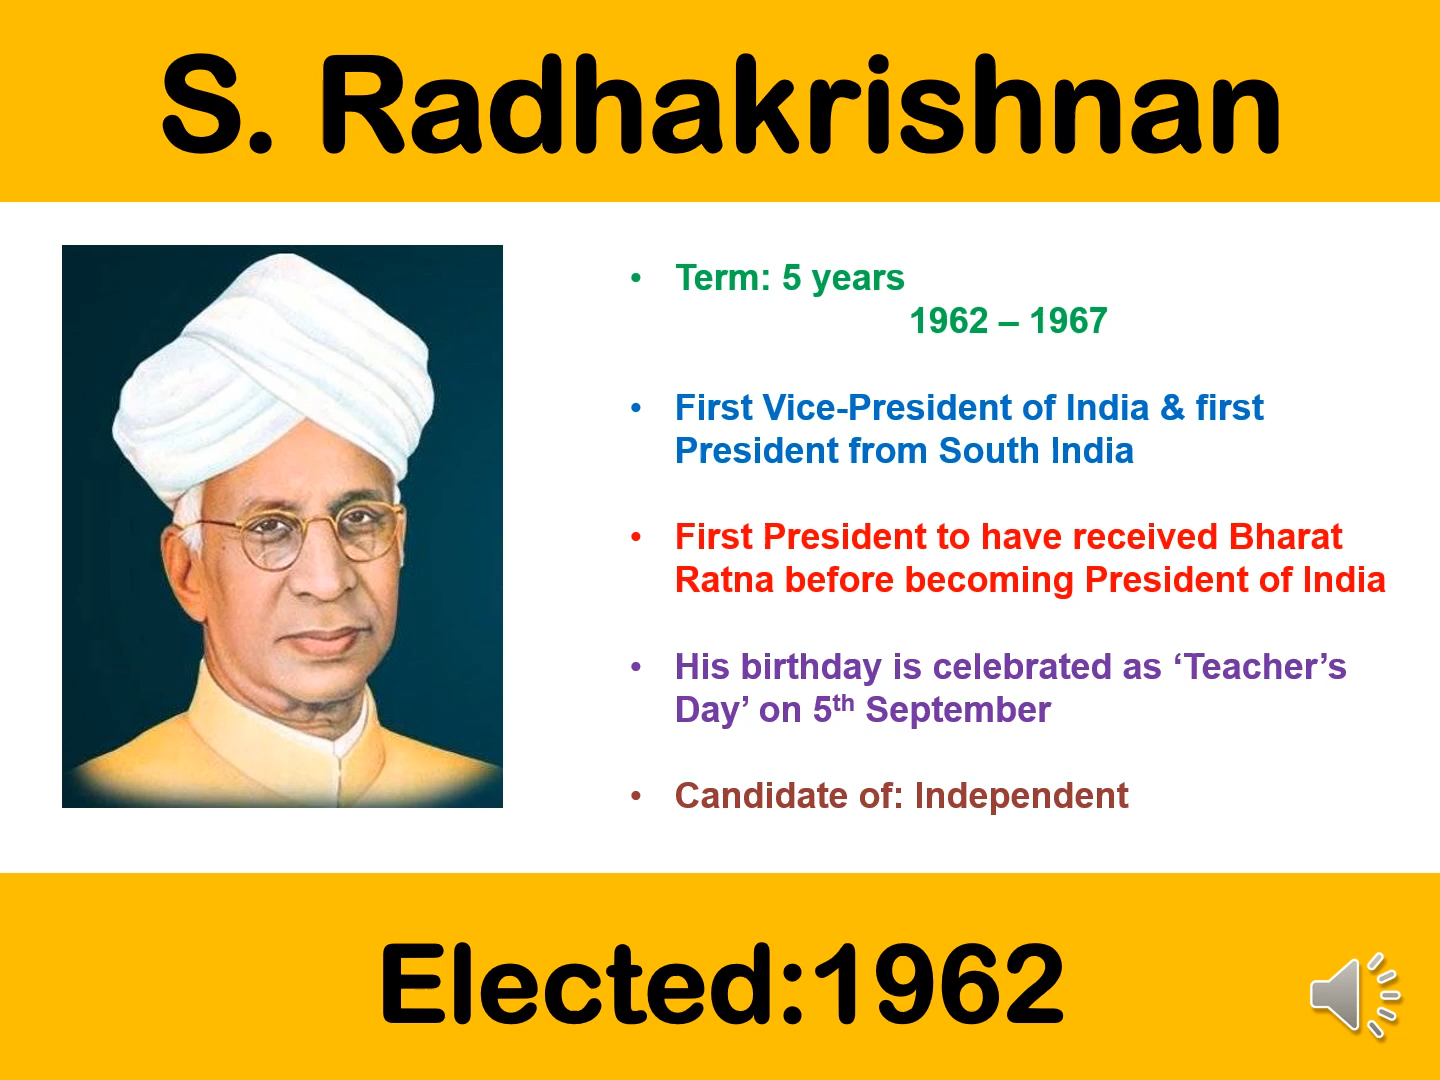 S. Radhakrishnan
• Term: 5 years
1962 – 1967
• First Vice-President of India & first
President from South India
• First President to have received Bharat
Ratna before becoming President of India
• His birthday is celebrated as ‘Teacher’s
Day’ on 5th September
• Candidate of: Independent
Elected:1962